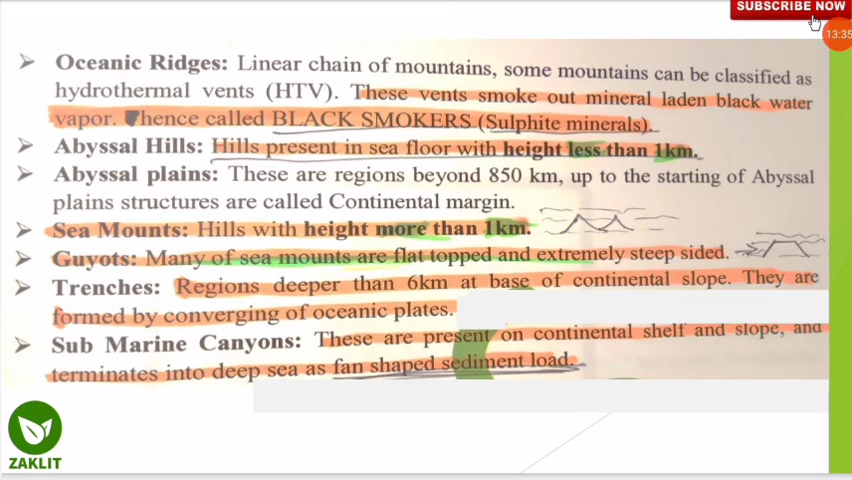 SUBSCRIBE NOW
13:35
➢ Oceanic Ridges: Linear chain of mountains, some mountains can be classified as
hydrothermal vents (HTV). These vents smoke out mineral laden black water
vapor. hence called BLACK SMOKERS (Sulphite minerals).
➢ Abyssal Hills: Hills present in sea floor with height less than 1km.
➢ Abyssal plains: These are regions beyond 850 km, up to the starting of Abyssal
plains structures are called Continental margin.
➢ Sea Mounts: Hills with height more than 1km.
➢ Guyots: Many of sea mounts are flat topped and extremely steep sided.
➢ Trenches: Regions deeper than 6km at base of continental slope. They are
formed by converging of oceanic plates.
➢ Sub Marine Canyons: These are present on continental shelf and slope, and
terminates into deep sea as fan shaped sediment load.
ZAKLIT